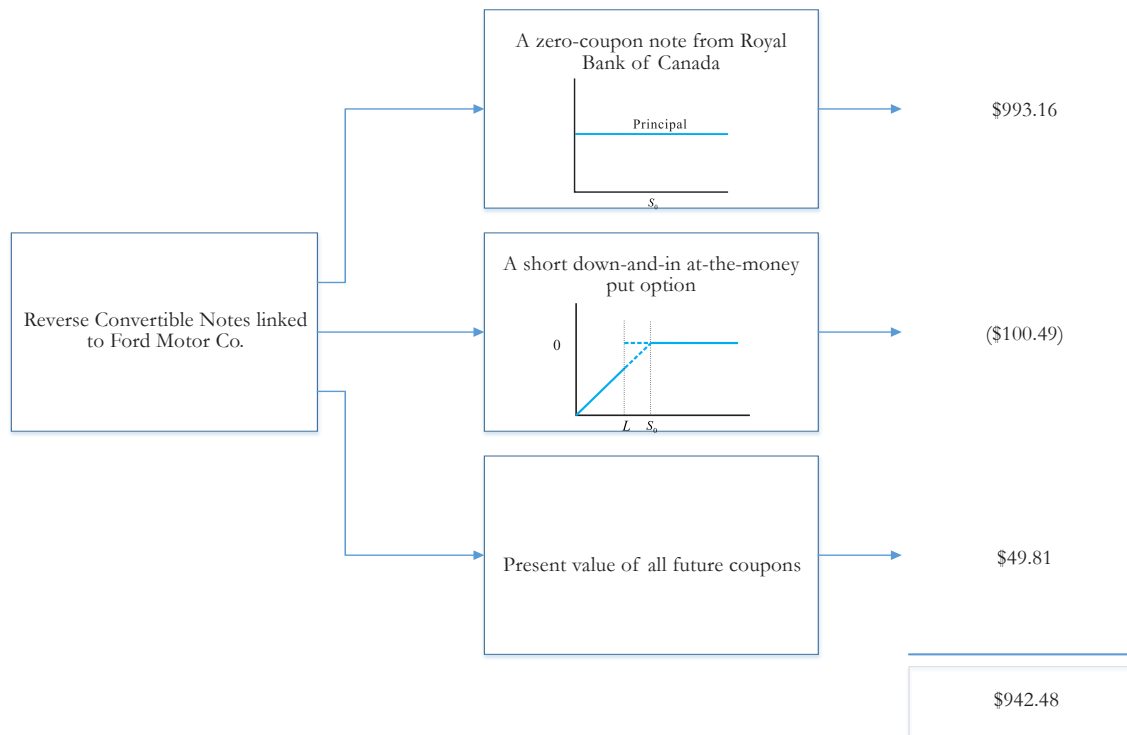 A zero-coupon note from Royal
Bank of Canada
Principal
S₀
$993.16
Reverse Convertible Notes linked
to Ford Motor Co.
A short down-and-in at-the-money
put option
0
L S₀
($100.49)
Present value of all future coupons
$49.81
$942.48